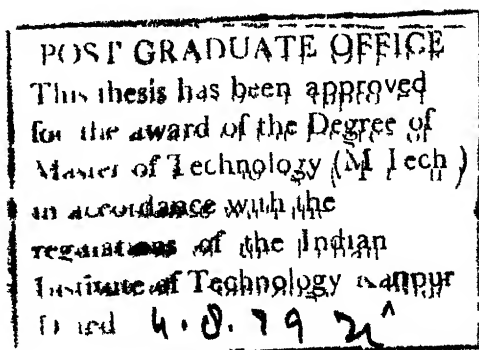 POST GRADUATE OFFICE
This thesis has been approved
for the award of the Degree of
Master of Technology (M Tech )
in accordance with the
regulations of the Indian
Institute of Technology Kanpur
Dated 4.8.79